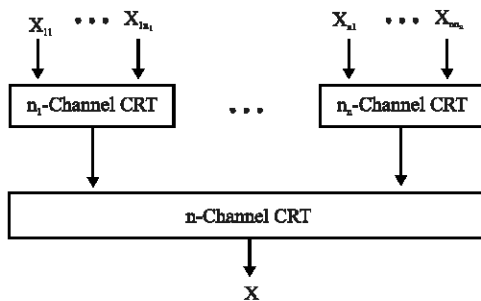 X₁₁ ••• X₁ₙ₁ Xₙ₁ ••• Xₙₙₙ
n₁-Channel CRT ••• nₙ-Channel CRT
n-Channel CRT
X